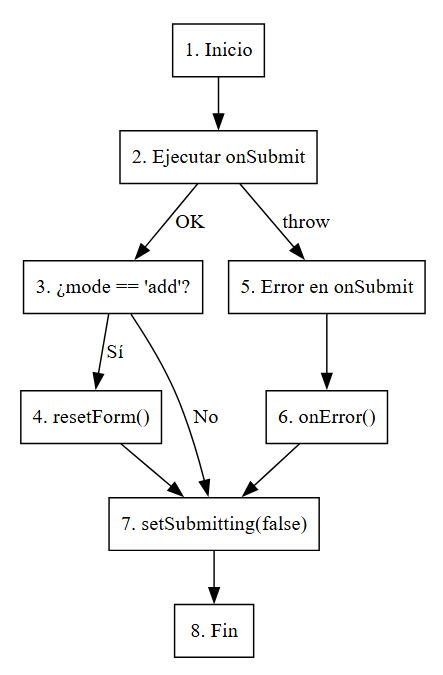 1. Inicio
2. Ejecutar onSubmit
OK
throw
3. ¿mode == 'add'?
5. Error en onSubmit
Sí
No
4. resetForm()
6. onError()
7. setSubmitting(false)
8. Fin